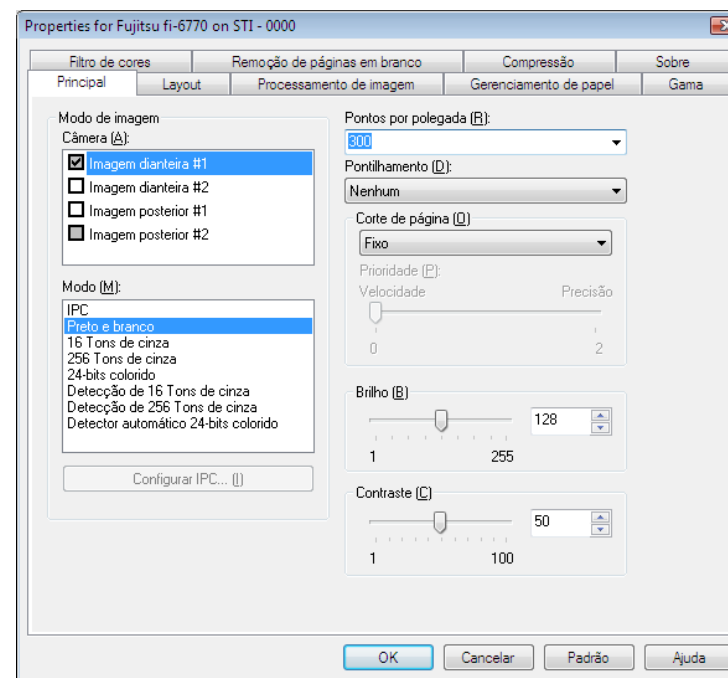 Properties for Fujitsu fi-6770 on STI - 0000
Filtro de cores
Remoção de páginas em branco
Compressão
Sobre
Principal
Layout
Processamento de imagem
Gerenciamento de papel
Gama
Modo de imagem
Câmera (A):
Imagem dianteira #1
Imagem dianteira #2
Imagem posterior #1
Imagem posterior #2
Modo (M):
IPC
Preto e branco
16 Tons de cinza
256 Tons de cinza
24-bits colorido
Detecção de 16 Tons de cinza
Detecção de 256 Tons de cinza
Detector automático 24-bits colorido
Configurar IPC... (I)
Pontos por polegada (R):
300
Pontilhamento (D):
Nenhum
Corte de página (O)
Fixo
Prioridade (P):
Velocidade Precisão
0 2
Brilho (B)
128
1 255
Contraste (C)
50
1 100
OK
Cancelar
Padrão
Ajuda